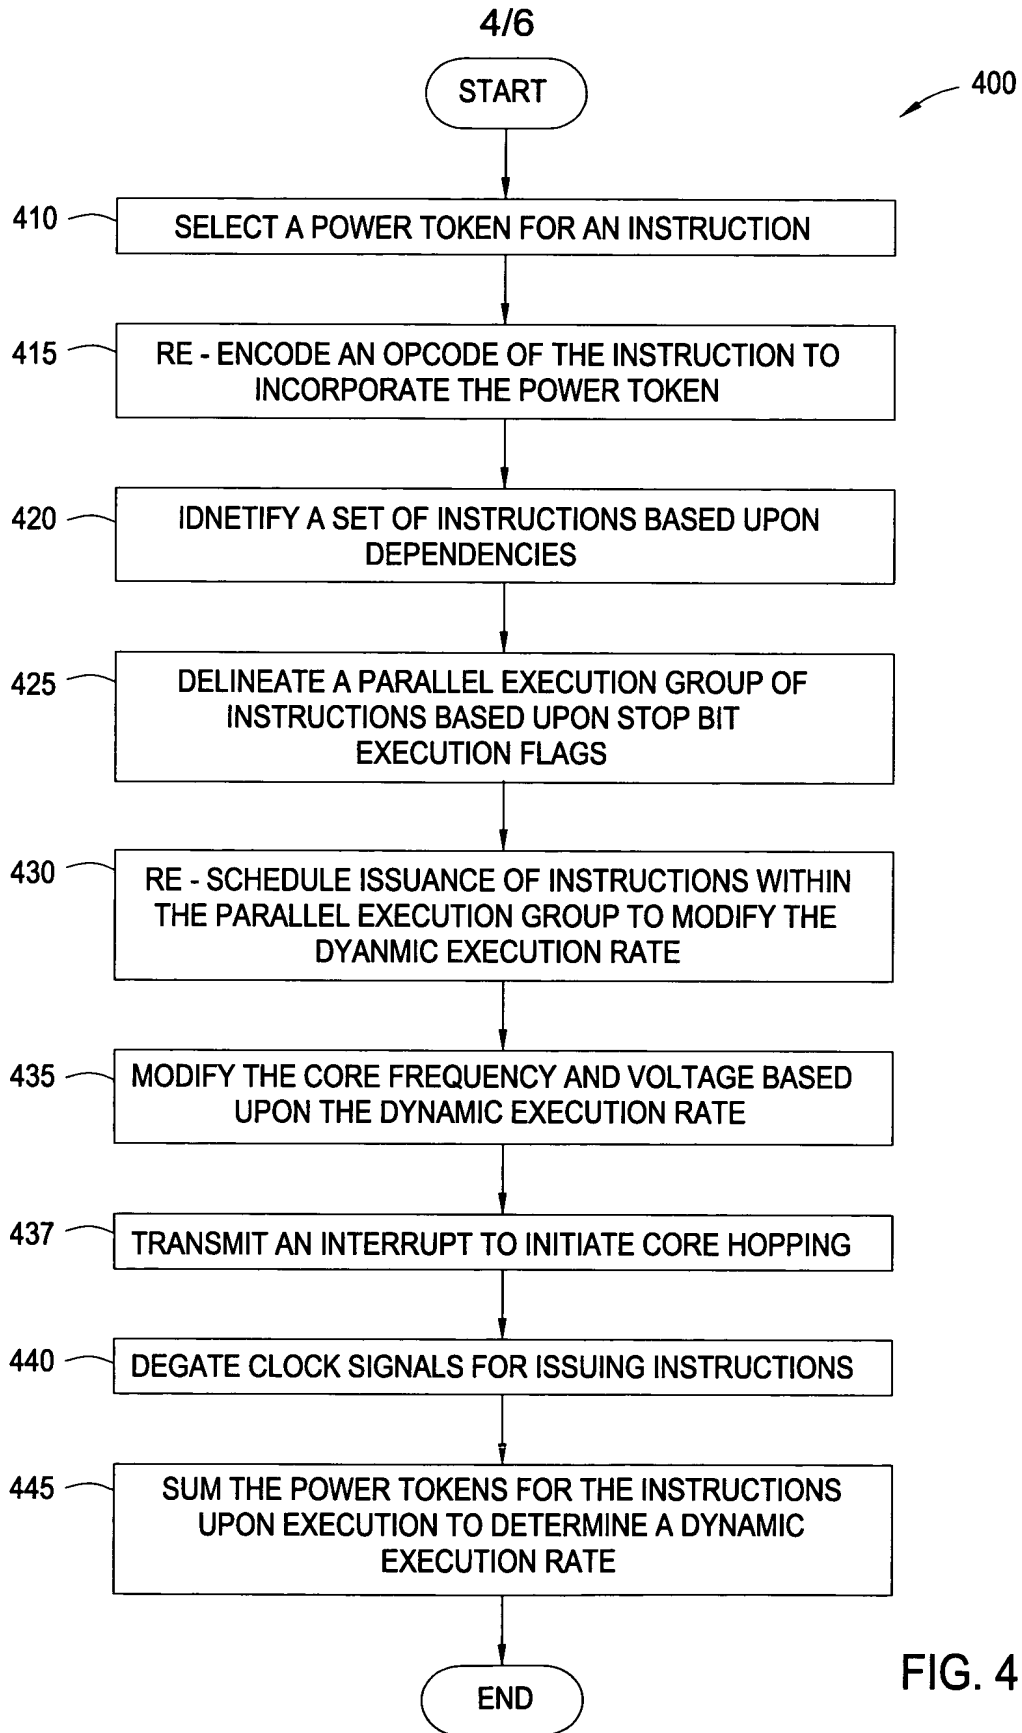 4/6
START
400
410
SELECT A POWER TOKEN FOR AN INSTRUCTION
415
RE - ENCODE AN OPCODE OF THE INSTRUCTION TO
INCORPORATE THE POWER TOKEN
420
IDNETIFY A SET OF INSTRUCTIONS BASED UPON
DEPENDENCIES
425
DELINEATE A PARALLEL EXECUTION GROUP OF
INSTRUCTIONS BASED UPON STOP BIT
EXECUTION FLAGS
430
RE - SCHEDULE ISSUANCE OF INSTRUCTIONS WITHIN
THE PARALLEL EXECUTION GROUP TO MODIFY THE
DYANMIC EXECUTION RATE
435
MODIFY THE CORE FREQUENCY AND VOLTAGE BASED
UPON THE DYNAMIC EXECUTION RATE
437
TRANSMIT AN INTERRUPT TO INITIATE CORE HOPPING
440
DEGATE CLOCK SIGNALS FOR ISSUING INSTRUCTIONS
445
SUM THE POWER TOKENS FOR THE INSTRUCTIONS
UPON EXECUTION TO DETERMINE A DYNAMIC
EXECUTION RATE
END
FIG. 4